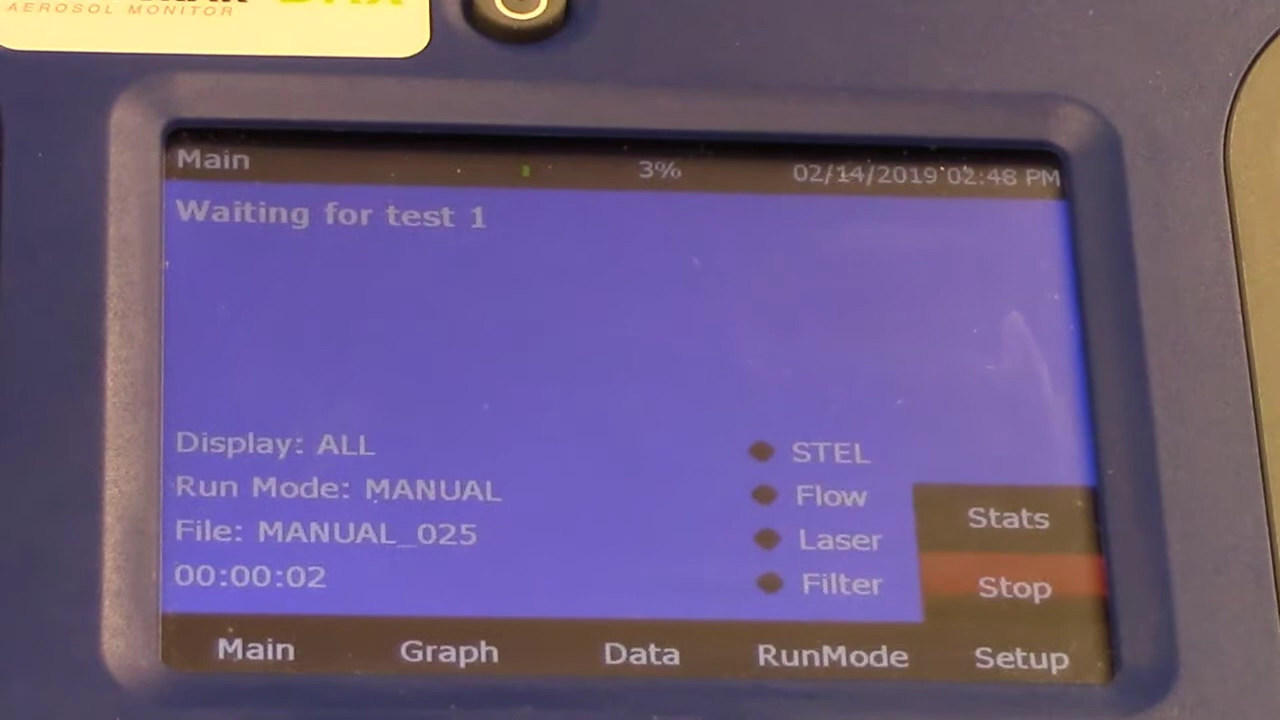 AEROSOL MONITOR
Main 3% 02/14/2019 02:48 PM
Waiting for test 1
Display: ALL
Run Mode: MANUAL
File: MANUAL_025
00:00:02
STEL
Flow
Laser
Filter
Stats
Stop
Main Graph Data RunMode Setup